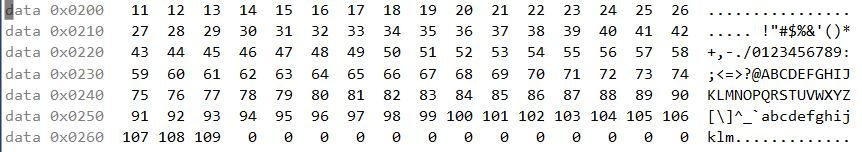 data 0x0200 11 12 13 14 15 16 17 18 19 20 21 22 23 24 25 26 ................
data 0x0210 27 28 29 30 31 32 33 34 35 36 37 38 39 40 41 42 ..... !"#$%&'()*
data 0x0220 43 44 45 46 47 48 49 50 51 52 53 54 55 56 57 58 +,-./0123456789:
data 0x0230 59 60 61 62 63 64 65 66 67 68 69 70 71 72 73 74 ;<=>?@ABCDEFGHIJ
data 0x0240 75 76 77 78 79 80 81 82 83 84 85 86 87 88 89 90 KLMNOPQRSTUVWXYZ
data 0x0250 91 92 93 94 95 96 97 98 99 100 101 102 103 104 105 106 [\]^_`abcdefghij
data 0x0260 107 108 109 0 0 0 0 0 0 0 0 0 0 0 0 0 klm.............